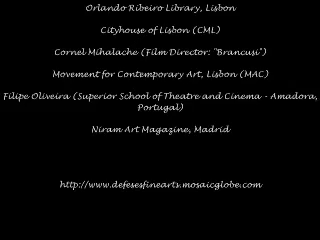 Orlando Ribeiro Library, Lisbon
Cityhouse of Lisbon (CML)
Cornel Mihalache (Film Director: "Brancusi")
Movement for Contemporary Art, Lisbon (MAC)
Filipe Oliveira (Superior School of Theatre and Cinema - Amadora,
Portugal)
Niram Art Magazine, Madrid
http://www.defesesfinearts.mosaicglobe.com